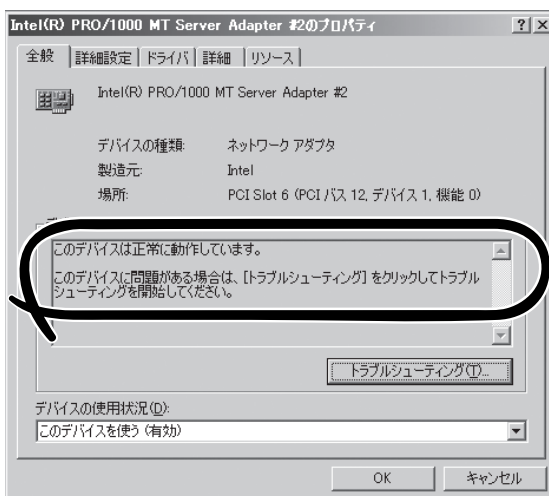 Intel(R) PRO/1000 MT Server Adapter #2のプロパティ
全般 詳細設定 ドライバ 詳細 リソース
Intel(R) PRO/1000 MT Server Adapter #2
デバイスの種類: ネットワーク アダプタ
製造元: Intel
場所: PCI Slot 6 (PCI バス 12, デバイス 1, 機能 0)
このデバイスは正常に動作しています。
このデバイスに問題がある場合は、[トラブルシューティング] をクリックしてトラブル
シューティングを開始してください。
トラブルシューティング(T)...
デバイスの使用状況(D):
このデバイスを使う (有効)
OK キャンセル